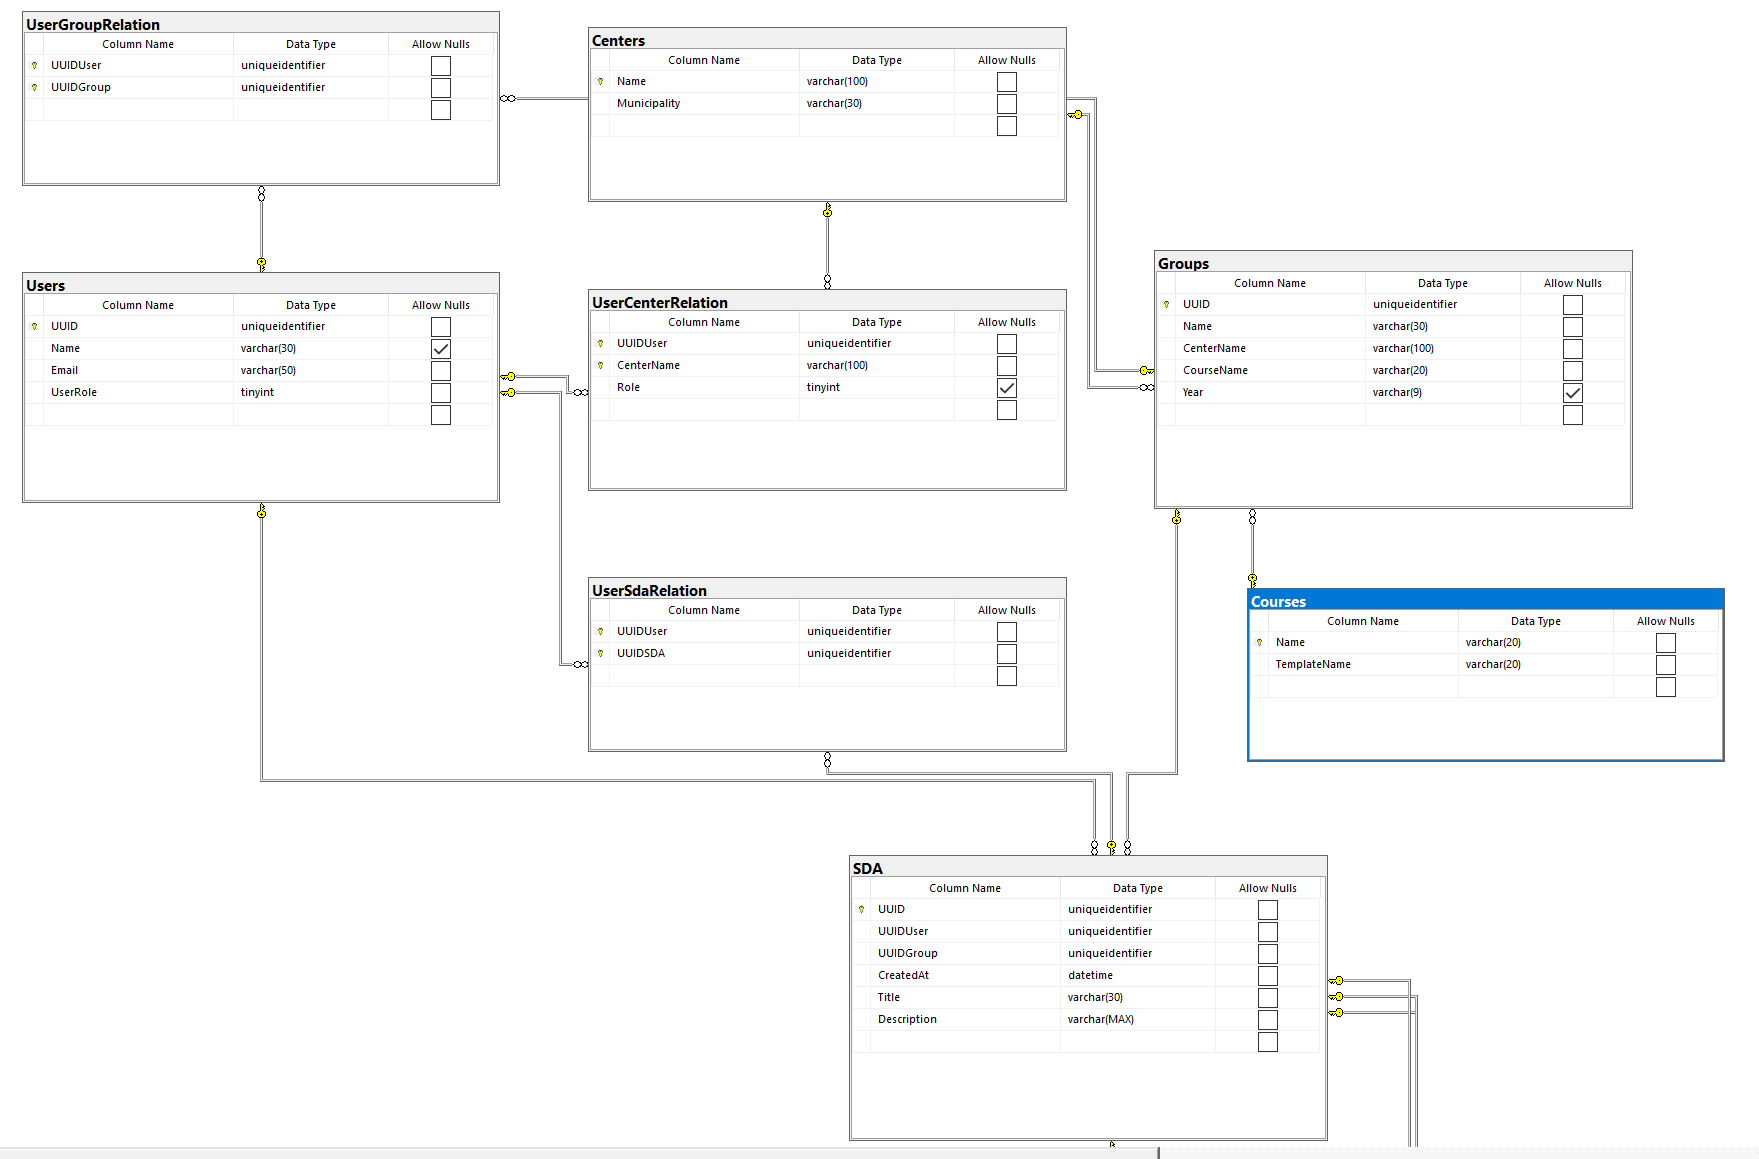 UserGroupRelation
Column Name Data Type Allow Nulls
UUIDUser uniqueidentifier
UUIDGroup uniqueidentifier
Centers
Column Name Data Type Allow Nulls
Name varchar(100)
Municipality varchar(30)
Users
Column Name Data Type Allow Nulls
UUID uniqueidentifier
Name varchar(30)
Email varchar(50)
UserRole tinyint
UserCenterRelation
Column Name Data Type Allow Nulls
UUIDUser uniqueidentifier
CenterName varchar(100)
Role tinyint
Groups
Column Name Data Type Allow Nulls
UUID uniqueidentifier
Name varchar(30)
CenterName varchar(100)
CourseName varchar(20)
Year varchar(9)
UserSdaRelation
Column Name Data Type Allow Nulls
UUIDUser uniqueidentifier
UUIDSDA uniqueidentifier
Courses
Column Name Data Type Allow Nulls
Name varchar(20)
TemplateName varchar(20)
SDA
Column Name Data Type Allow Nulls
UUID uniqueidentifier
UUIDUser uniqueidentifier
UUIDGroup uniqueidentifier
CreatedAt datetime
Title varchar(30)
Description varchar(MAX)